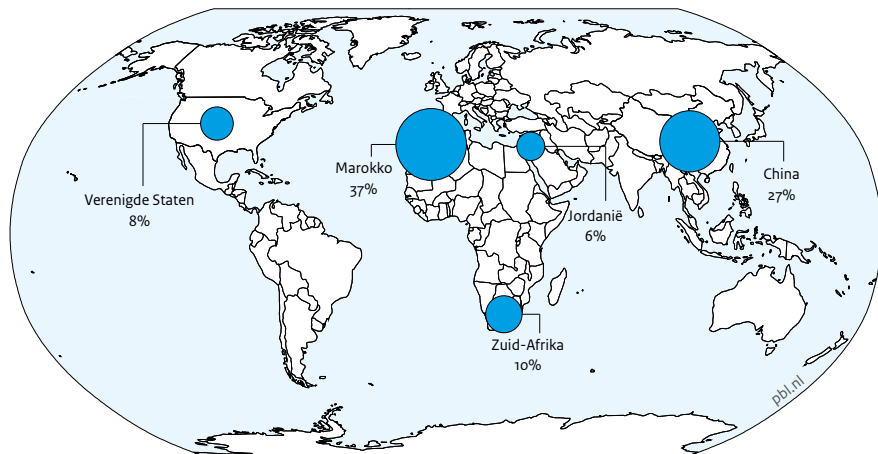 Verenigde Staten
8%
Marokko
37%
Jordanië
6%
China
27%
Zuid-Afrika
10%
pbl.nl